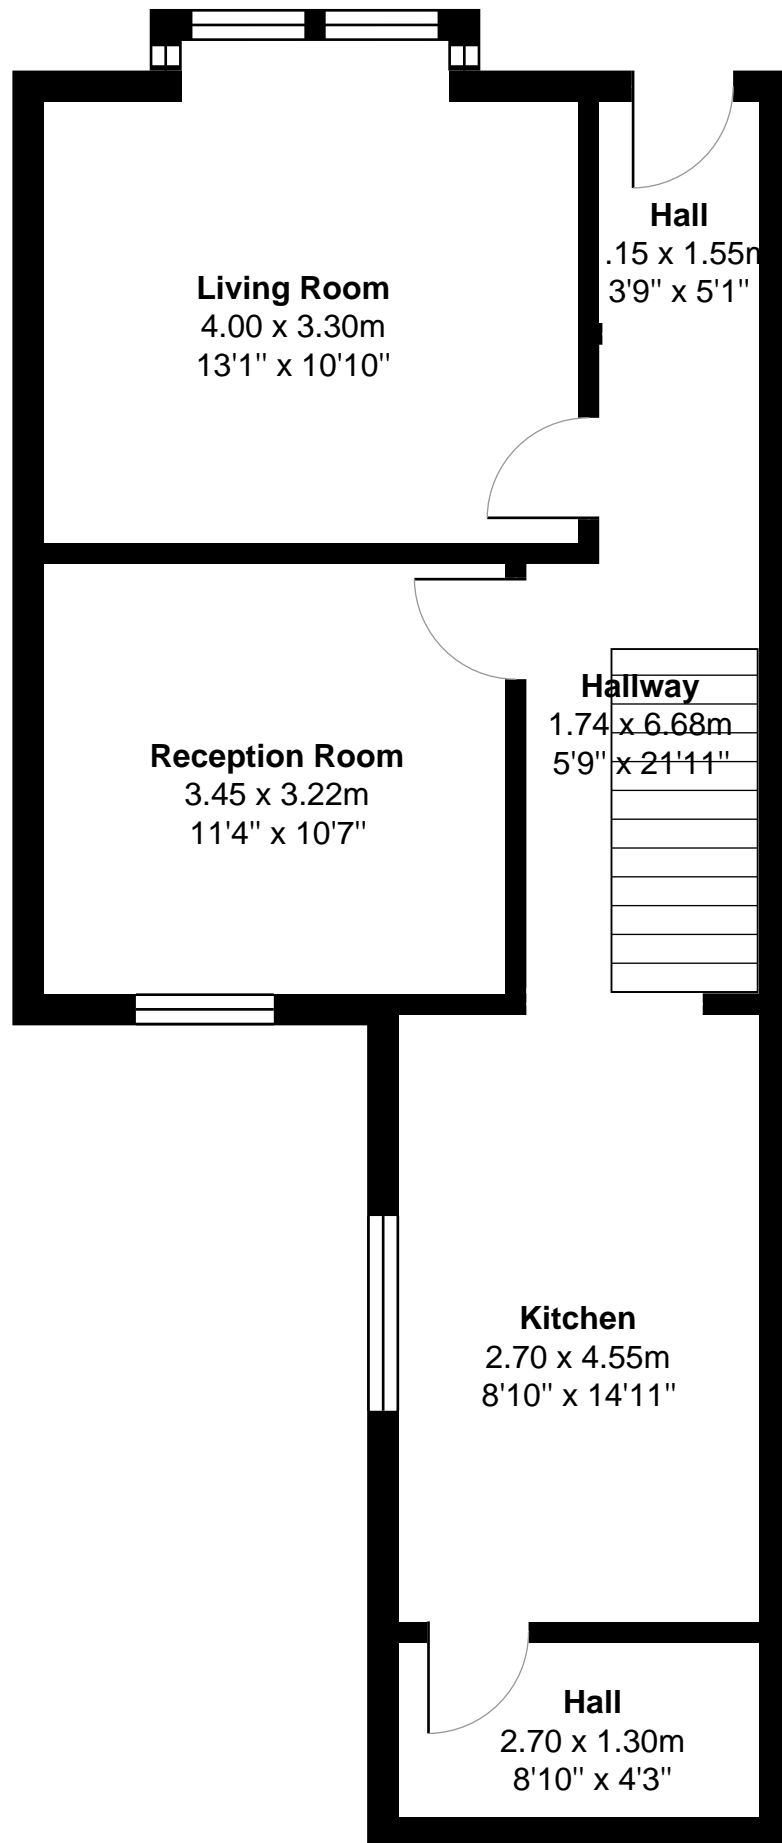 Hall
.15 x 1.55m
3'9" x 5'1"
Living Room
4.00 x 3.30m
13'1" x 10'10"
Hallway
1.74 x 6.68m
5'9" x 21'11"
Reception Room
3.45 x 3.22m
11'4" x 10'7"
Kitchen
2.70 x 4.55m
8'10" x 14'11"
Hall
2.70 x 1.30m
8'10" x 4'3"